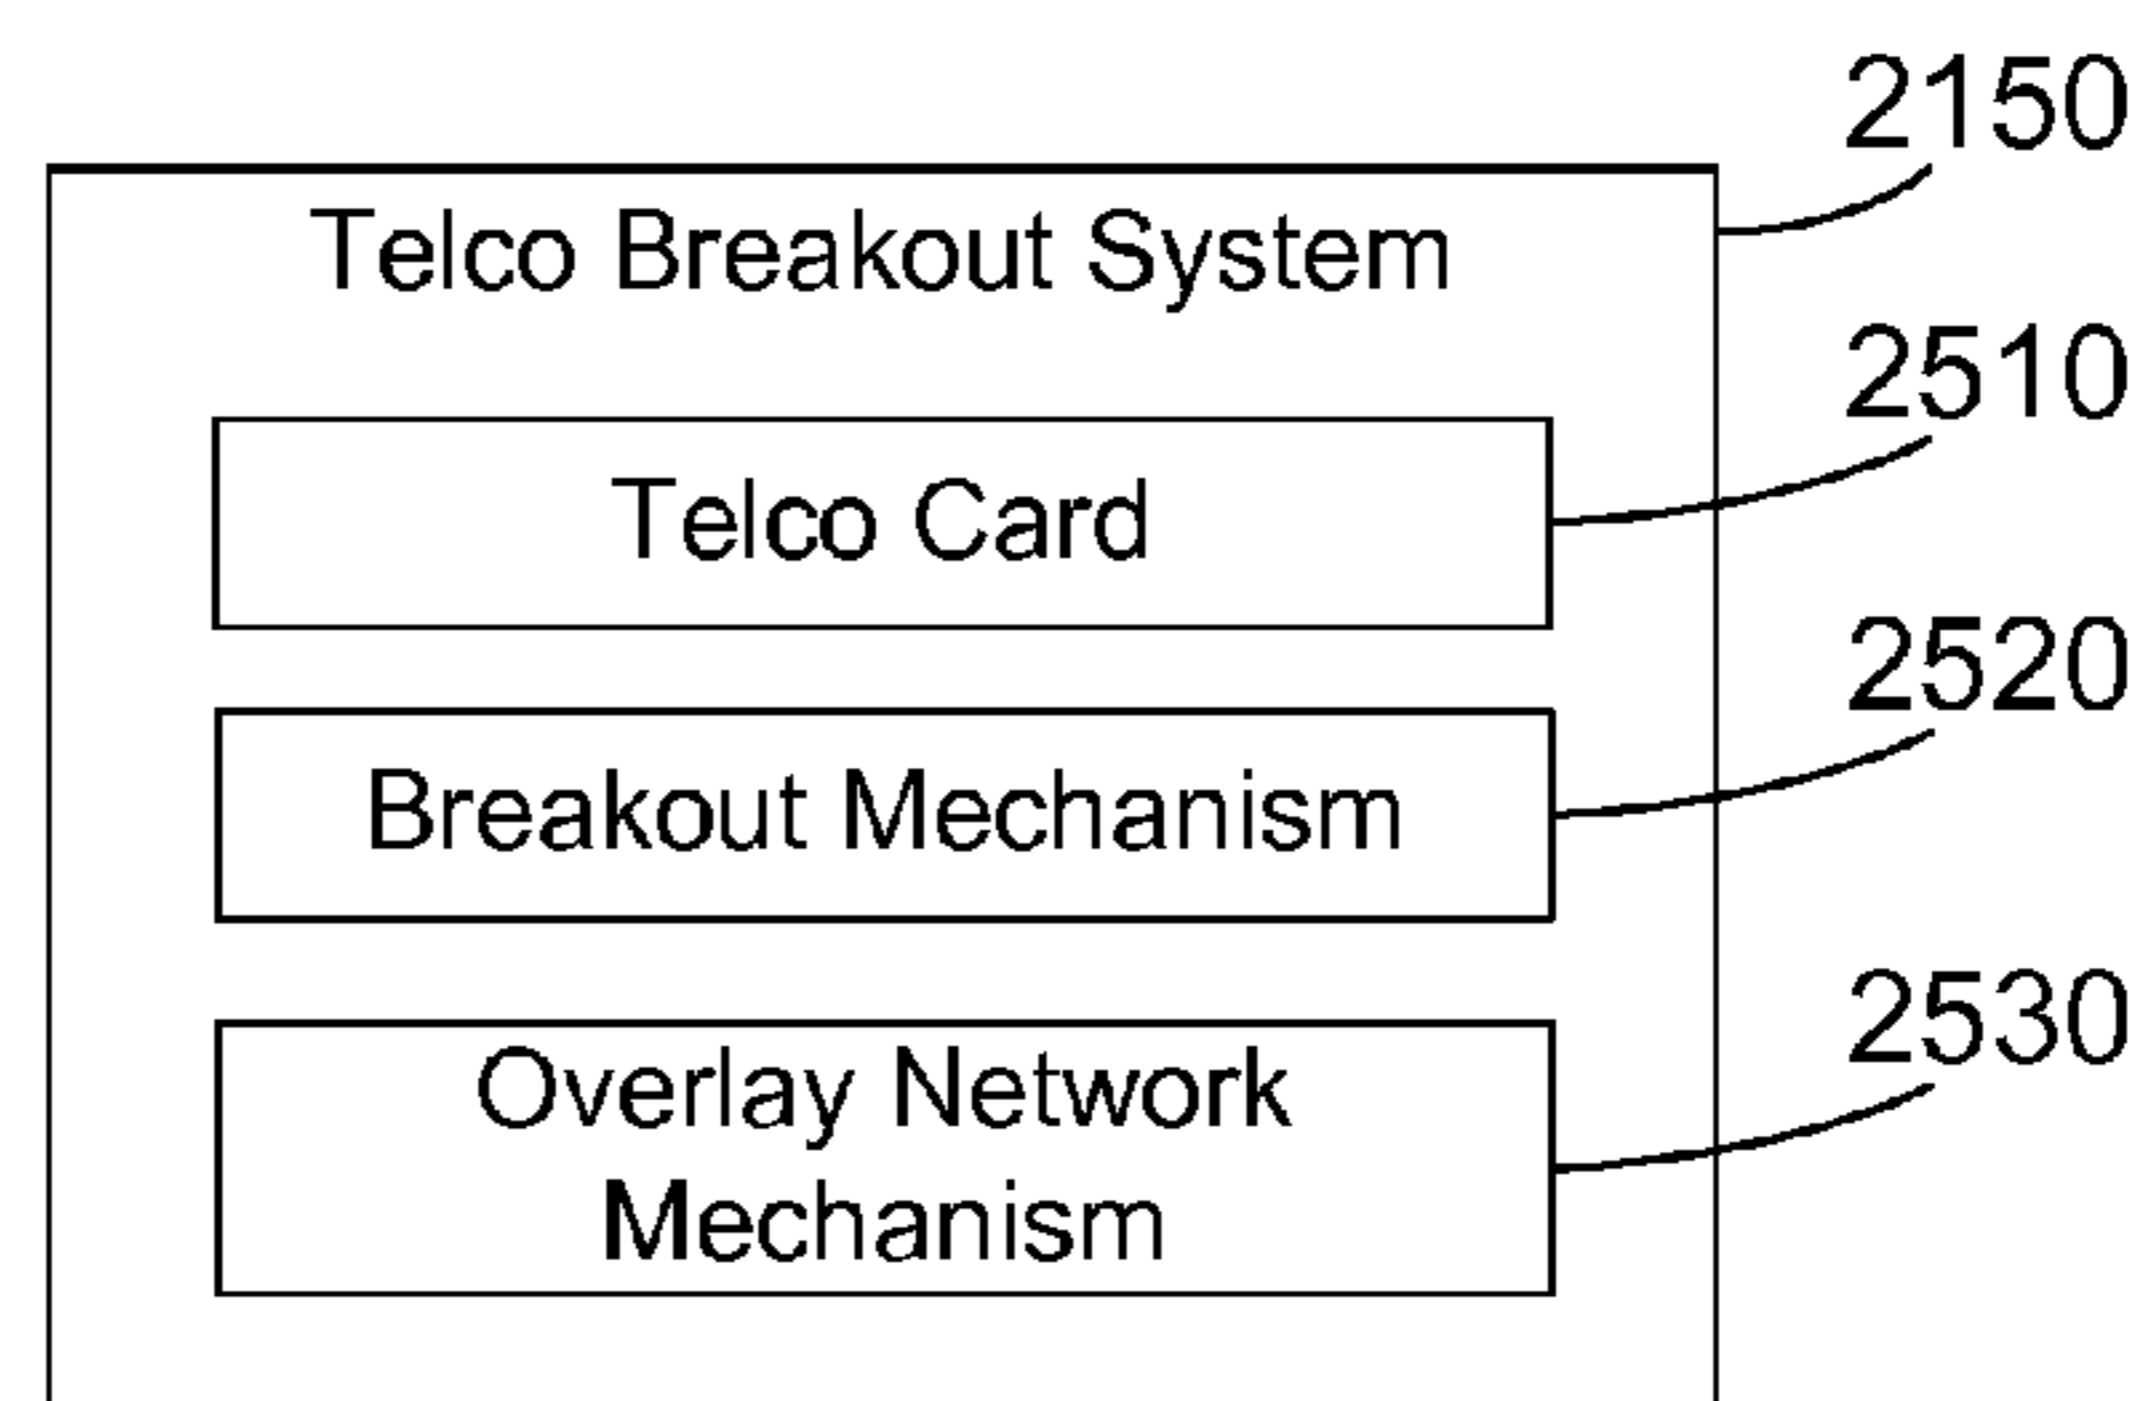 2150
Telco Breakout System
2510
Telco Card
2520
Breakout Mechanism
2530
Overlay Network
Mechanism